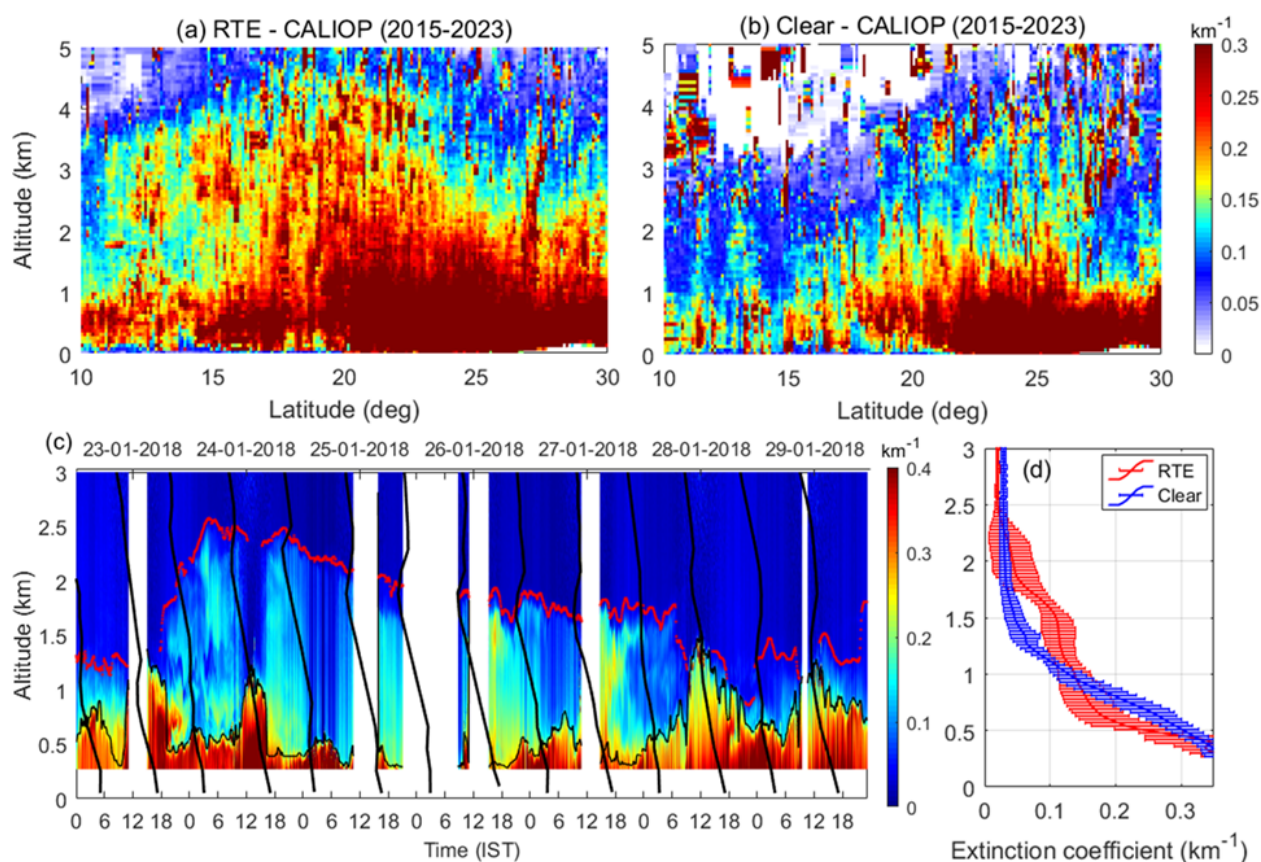 (a) RTE - CALIOP (2015-2023)
(b) Clear - CALIOP (2015-2023)
km-1
5
4
3
2
1
0
Altitude (km)
10 15 20 25 30
Latitude (deg)
5
4
3
2
1
0
10 15 20 25 30
Latitude (deg)
0.3
0.25
0.2
0.15
0.1
0.05
0
(c)
23-01-2018 24-01-2018 25-01-2018 26-01-2018 27-01-2018 28-01-2018 29-01-2018
km-1
3
2.5
2
1.5
1
0.5
0
Altitude (km)
0 6 12 18 0 6 12 18 0 6 12 18 0 6 12 18 0 6 12 18 0 6 12 18 0 6 12 18
Time (IST)
0.4
0.3
0.2
0.1
0
(d)
RTE
Clear
3
2.5
2
1.5
1
0.5
0
0 0.1 0.2 0.3
Extinction coefficient (km-1)